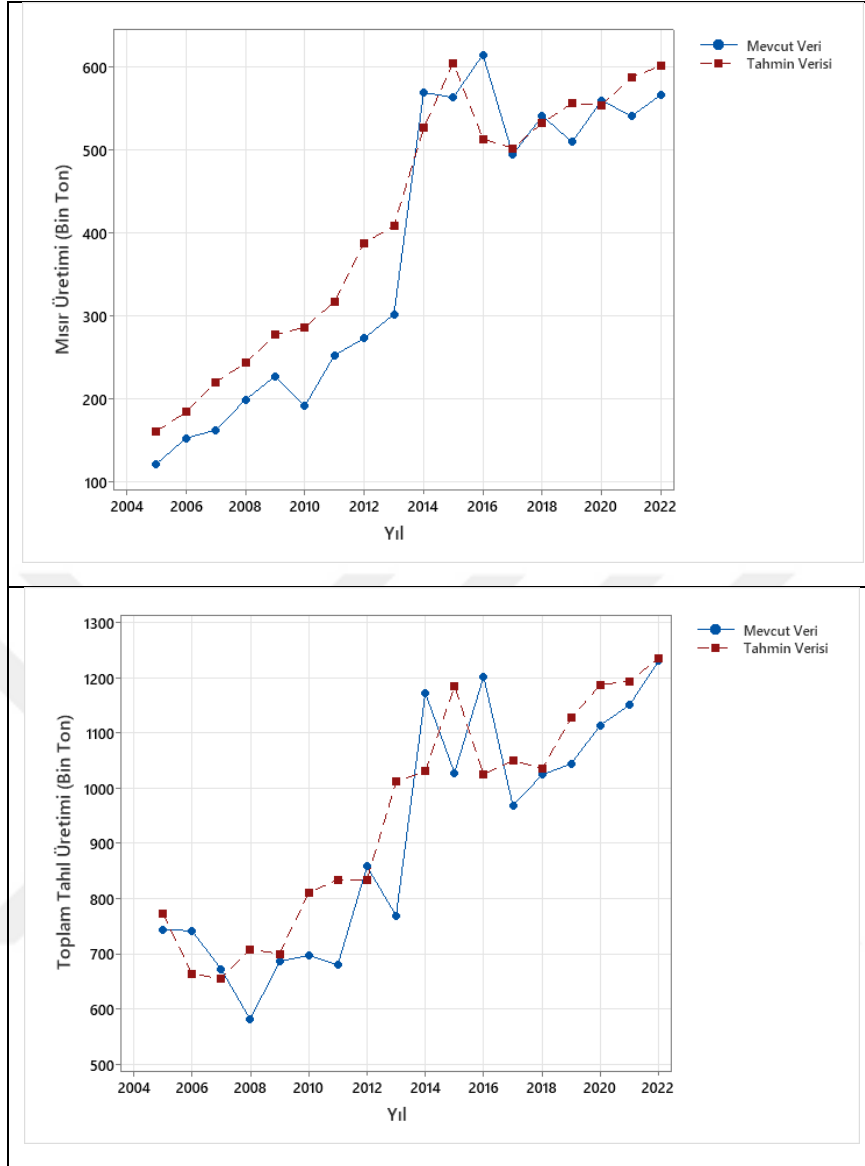 Mevcut Veri
Tahmin Verisi
Mısır Üretimi (Bin Ton)
600
500
400
300
200
100
2004 2006 2008 2010 2012 2014 2016 2018 2020 2022
Yıl
Mevcut Veri
Tahmin Verisi
Toplam Tahıl Üretimi (Bin Ton)
1300
1200
1100
1000
900
800
700
600
500
2004 2006 2008 2010 2012 2014 2016 2018 2020 2022
Yıl